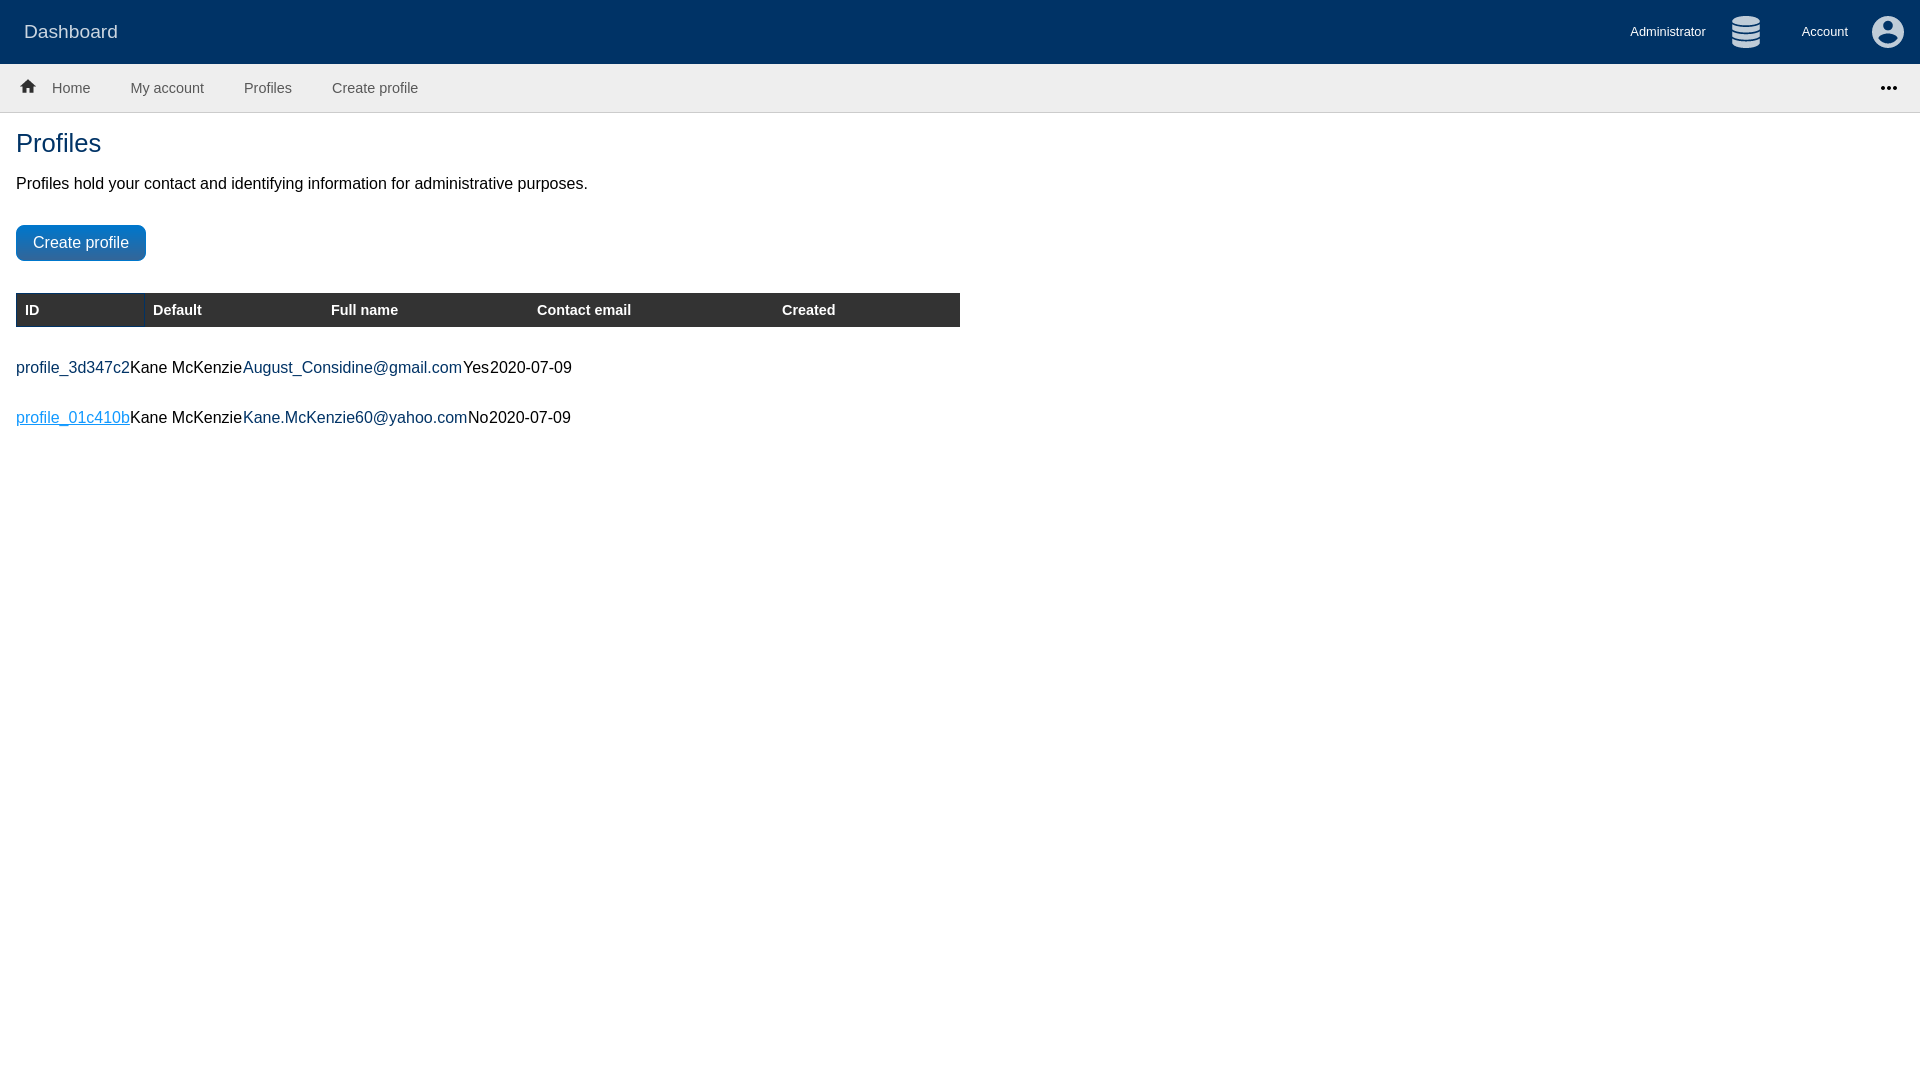 Dashboard
Administrator
Account
Home
My account
Profiles
Create profile
Profiles
Profiles hold your contact and identifying information for administrative purposes.
Create profile
ID Default Full name Contact email Created
profile_3d347c2Kane McKenzieAugust_Considine@gmail.comYes2020-07-09
profile_01c410bKane McKenzieKane.McKenzie60@yahoo.comNo2020-07-09